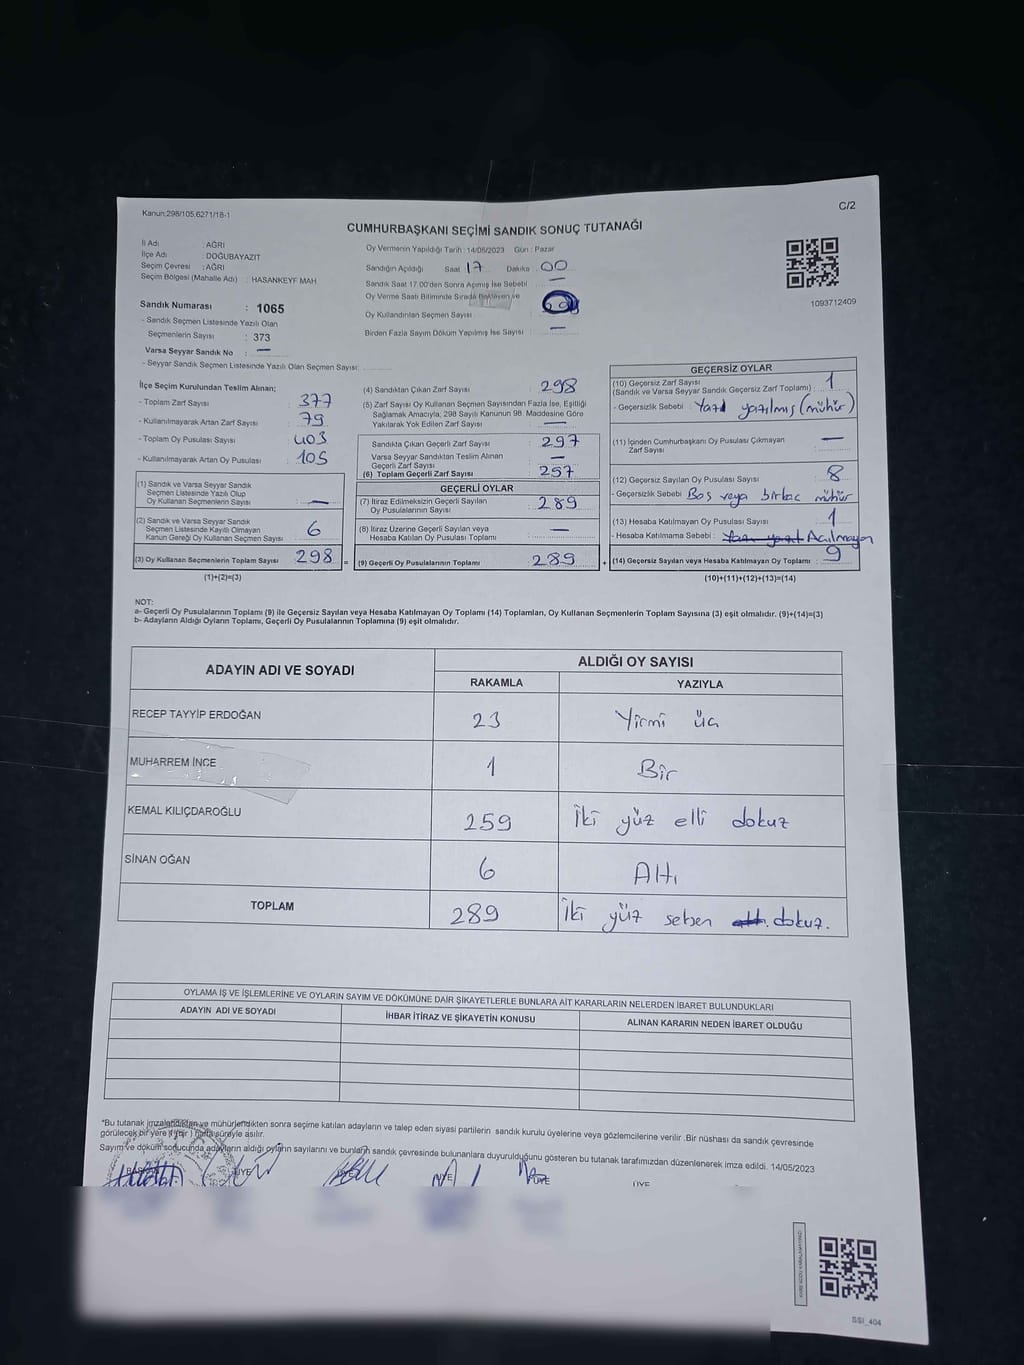 Kanun:298/105,6271/18-1
C/2
CUMHURBAŞKANI SEÇİMİ SANDIK SONUÇ TUTANAĞI
İl Adı : AĞRI
İlçe Adı : DOĞUBAYAZIT
Seçim Çevresi : AĞRI
Seçim Bölgesi (Mahalle Adı) : HASANKEYF MAH
Sandık Numarası : 1065
- Sandık Seçmen Listesinde Yazılı Olan
Seçmenlerin Sayısı : 373
Varsa Seyyar Sandık No : —
- Seyyar Sandık Seçmen Listesinde Yazılı Olan Seçmen Sayısı:
Oy Vermenin Yapıldığı Tarih :14/05/2023 Gün : Pazar
Sandığın Açıldığı Saat 17 Dakika : 00
Sandık Saat 17.00'den Sonra Açılmış İse Sebebi : —
Oy Verme Saati Bitiminde Sırada Bekleyen ve
Oy Kullandırılan Seçmen Sayısı :
Birden Fazla Sayım Döküm Yapılmış İse Sayısı : —
1093712409
İlçe Seçim Kurulundan Teslim Alınan;
- Toplam Zarf Sayısı : 377
- Kullanılmayarak Artan Zarf Sayısı : 79
- Toplam Oy Pusulası Sayısı : 403
- Kullanılmayarak Artan Oy Pusulası : 105
(1) Sandık ve Varsa Seyyar Sandık
Seçmen Listesinde Yazılı Olup
Oy Kullanan Seçmenlerin Sayısı : —
(2) Sandık ve Varsa Seyyar Sandık
Seçmen Listesinde Kayıtlı Olmayan
Kanun Gereği Oy Kullanan Seçmen Sayısı : 6
(3) Oy Kullanan Seçmenlerin Toplam Sayısı : 298
(1)+(2)=(3)
(4) Sandıktan Çıkan Zarf Sayısı : 298
(5) Zarf Sayısı Oy Kullanan Seçmen Sayısından Fazla İse, Eşitliği
Sağlamak Amacıyla, 298 Sayılı Kanunun 98. Maddesine Göre
Yakılarak Yok Edilen Zarf Sayısı : —
Sandıkta Çıkan Geçerli Zarf Sayısı : 297
Varsa Seyyar Sandıktan Teslim Alınan
Geçerli Zarf Sayısı : —
(6) Toplam Geçerli Zarf Sayısı : 257
GEÇERLİ OYLAR
(7) İtiraz Edilmeksizin Geçerli Sayılan
Oy Pusulalarının Sayısı : 289
(8) İtiraz Üzerine Geçerli Sayılan veya
Hesaba Katılan Oy Pusulası Toplamı : —
= (9) Geçerli Oy Pusulalarının Toplamı : 289
GEÇERSİZ OYLAR
(10) Geçersiz Zarf Sayısı
(Sandık ve Varsa Seyyar Sandık Geçersiz Zarf Toplamı) : 1
- Geçersizlik Sebebi : Yazı yazılmış (mühür)
(11) İçinden Cumhurbaşkanı Oy Pusulası Çıkmayan
Zarf Sayısı : —
(12) Geçersiz Sayılan Oy Pusulası Sayısı : 8
- Geçersizlik Sebebi : Boş veya birkaç mühür
(13) Hesaba Katılmayan Oy Pusulası Sayısı : 1
- Hesaba Katılmama Sebebi : Açılmayan
+ (14) Geçersiz Sayılan veya Hesaba Katılmayan Oy Toplamı : 9
(10)+(11)+(12)+(13)=(14)
NOT:
a- Geçerli Oy Pusulalarının Toplamı (9) ile Geçersiz Sayılan veya Hesaba Katılmayan Oy Toplamı (14) Toplamları, Oy Kullanan Seçmenlerin Toplam Sayısına (3) eşit olmalıdır. (9)+(14)=(3)
b- Adayların Aldığı Oyların Toplamı, Geçerli Oy Pusulalarının Toplamına (9) eşit olmalıdır.
ADAYIN ADI VE SOYADI
ALDIĞI OY SAYISI
RAKAMLA YAZIYLA
RECEP TAYYİP ERDOĞAN 23 Yirmi üç
MUHARREM İNCE 1 Bir
KEMAL KILIÇDAROĞLU 259 İki yüz elli dokuz
SİNAN OĞAN 6 Altı
TOPLAM 289 İki yüz seksen dokuz.
OYLAMA İŞ VE İŞLEMLERİNE VE OYLARIN SAYIM VE DÖKÜMÜNE DAİR ŞİKAYETLERLE BUNLARA AİT KARARLARIN NELERDEN İBARET BULUNDUKLARI
ADAYIN ADI VE SOYADI İHBAR İTİRAZ VE ŞİKAYETİN KONUSU ALINAN KARARIN NEDEN İBARET OLDUĞU
*Bu tutanak imzalandıktan ve mühürlendikten sonra seçime katılan adayların ve talep eden siyasi partilerin sandık kurulu üyelerine veya gözlemcilerine verilir .Bir nüshası da sandık çevresinde
görülecek bir yere 1 (bir ) hafta süreyle asılır.
Sayım ve döküm sonucunda adayların aldığı oyların sayılarını ve bunların sandık çevresinde bulunanlara duyurulduğunu gösteren bu tutanak tarafımızdan düzenlenerek imza edildi. 14/05/2023
BAŞKAN ÜYE ÜYE ÜYE ÜYE
SSI_404